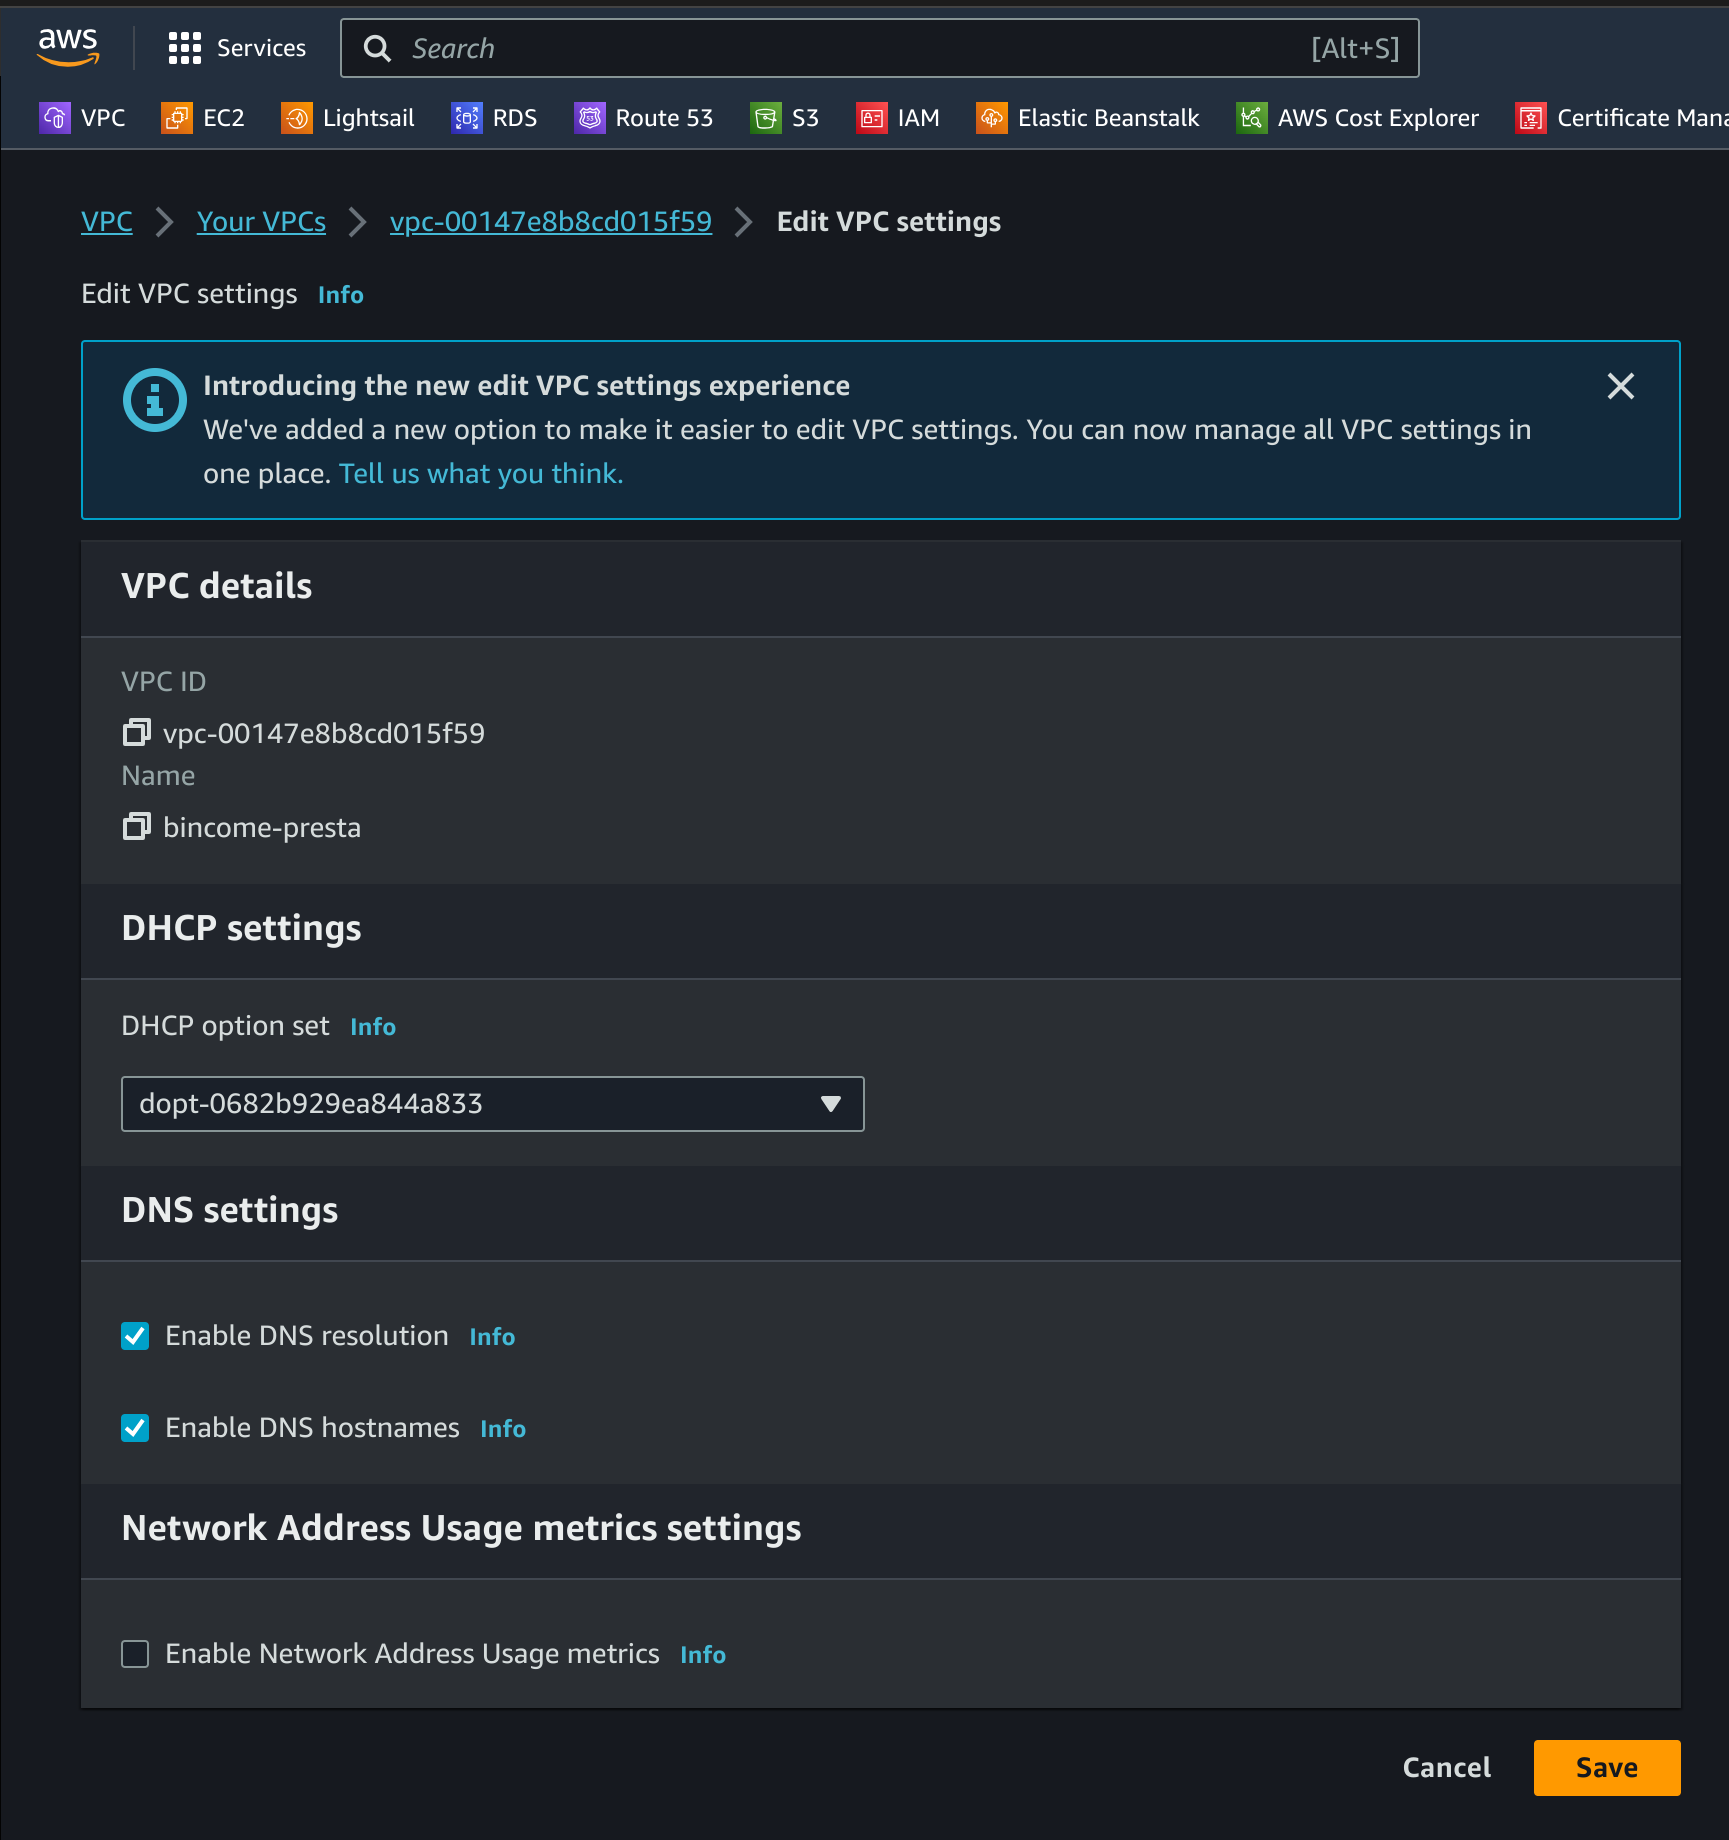 aws Services Search [Alt+S]
VPC EC2 Lightsail RDS Route 53 S3 IAM Elastic Beanstalk AWS Cost Explorer Certificate Mana
VPC Your VPCs vpc-00147e8b8cd015f59 Edit VPC settings
Edit VPC settings Info
Introducing the new edit VPC settings experience
We've added a new option to make it easier to edit VPC settings. You can now manage all VPC settings in
one place. Tell us what you think.
VPC details
VPC ID
vpc-00147e8b8cd015f59
Name
bincome-presta
DHCP settings
DHCP option set Info
dopt-0682b929ea844a833
DNS settings
Enable DNS resolution Info
Enable DNS hostnames Info
Network Address Usage metrics settings
Enable Network Address Usage metrics Info
Cancel Save